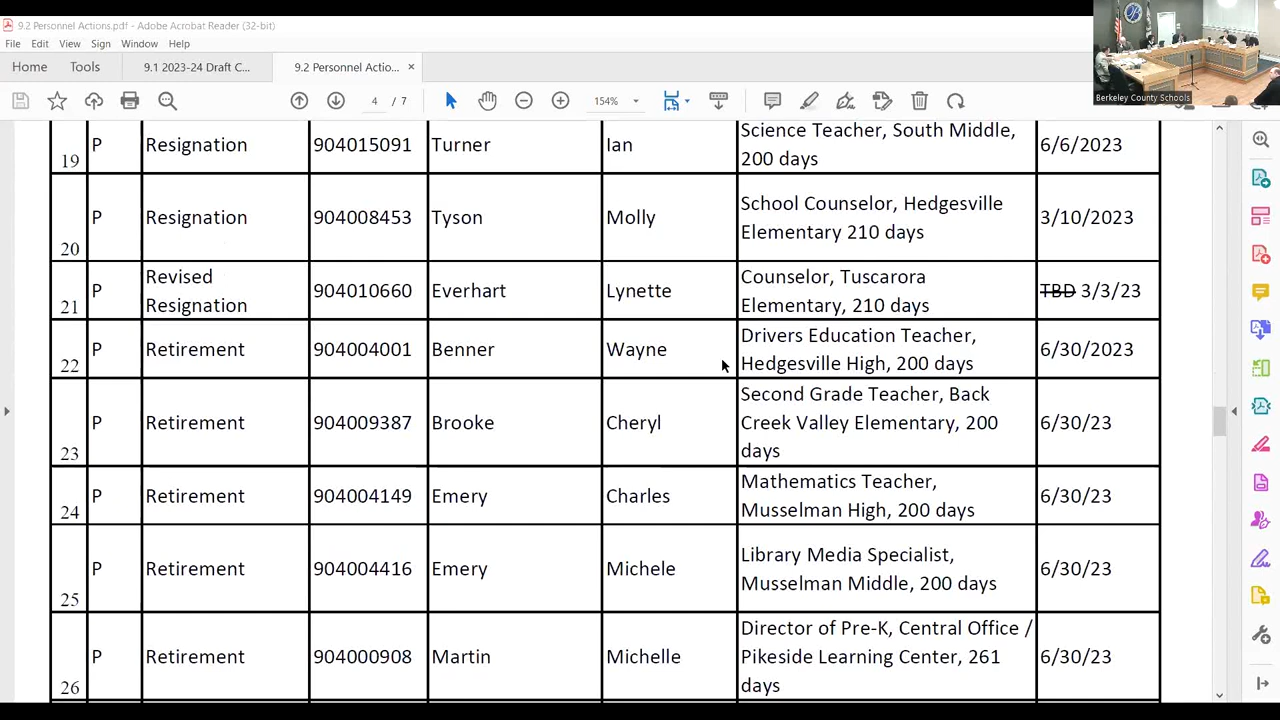 9.2 Personnel Actions.pdf - Adobe Acrobat Reader (32-bit)
File Edit View Sign Window Help
Home Tools 9.1 2023-24 Draft C... 9.2 Personnel Actio... ×
4 154%
Berkeley County Schools
19 P Resignation 904015091 Turner Ian Science Teacher, South Middle,
200 days 6/6/2023
20 P Resignation 904008453 Tyson Molly School Counselor, Hedgesville
Elementary 210 days 3/10/2023
21 P Revised
Resignation 904010660 Everhart Lynette Counselor, Tuscarora
Elementary, 210 days TBD 3/3/23
22 P Retirement 904004001 Benner Wayne Drivers Education Teacher,
Hedgesville High, 200 days 6/30/2023
23 P Retirement 904009387 Brooke Cheryl Second Grade Teacher, Back
Creek Valley Elementary, 200
days 6/30/23
24 P Retirement 904004149 Emery Charles Mathematics Teacher,
Musselman High, 200 days 6/30/23
25 P Retirement 904004416 Emery Michele Library Media Specialist,
Musselman Middle, 200 days 6/30/23
26 P Retirement 904000908 Martin Michelle Director of Pre-K, Central Office /
Pikeside Learning Center, 261
days 6/30/23